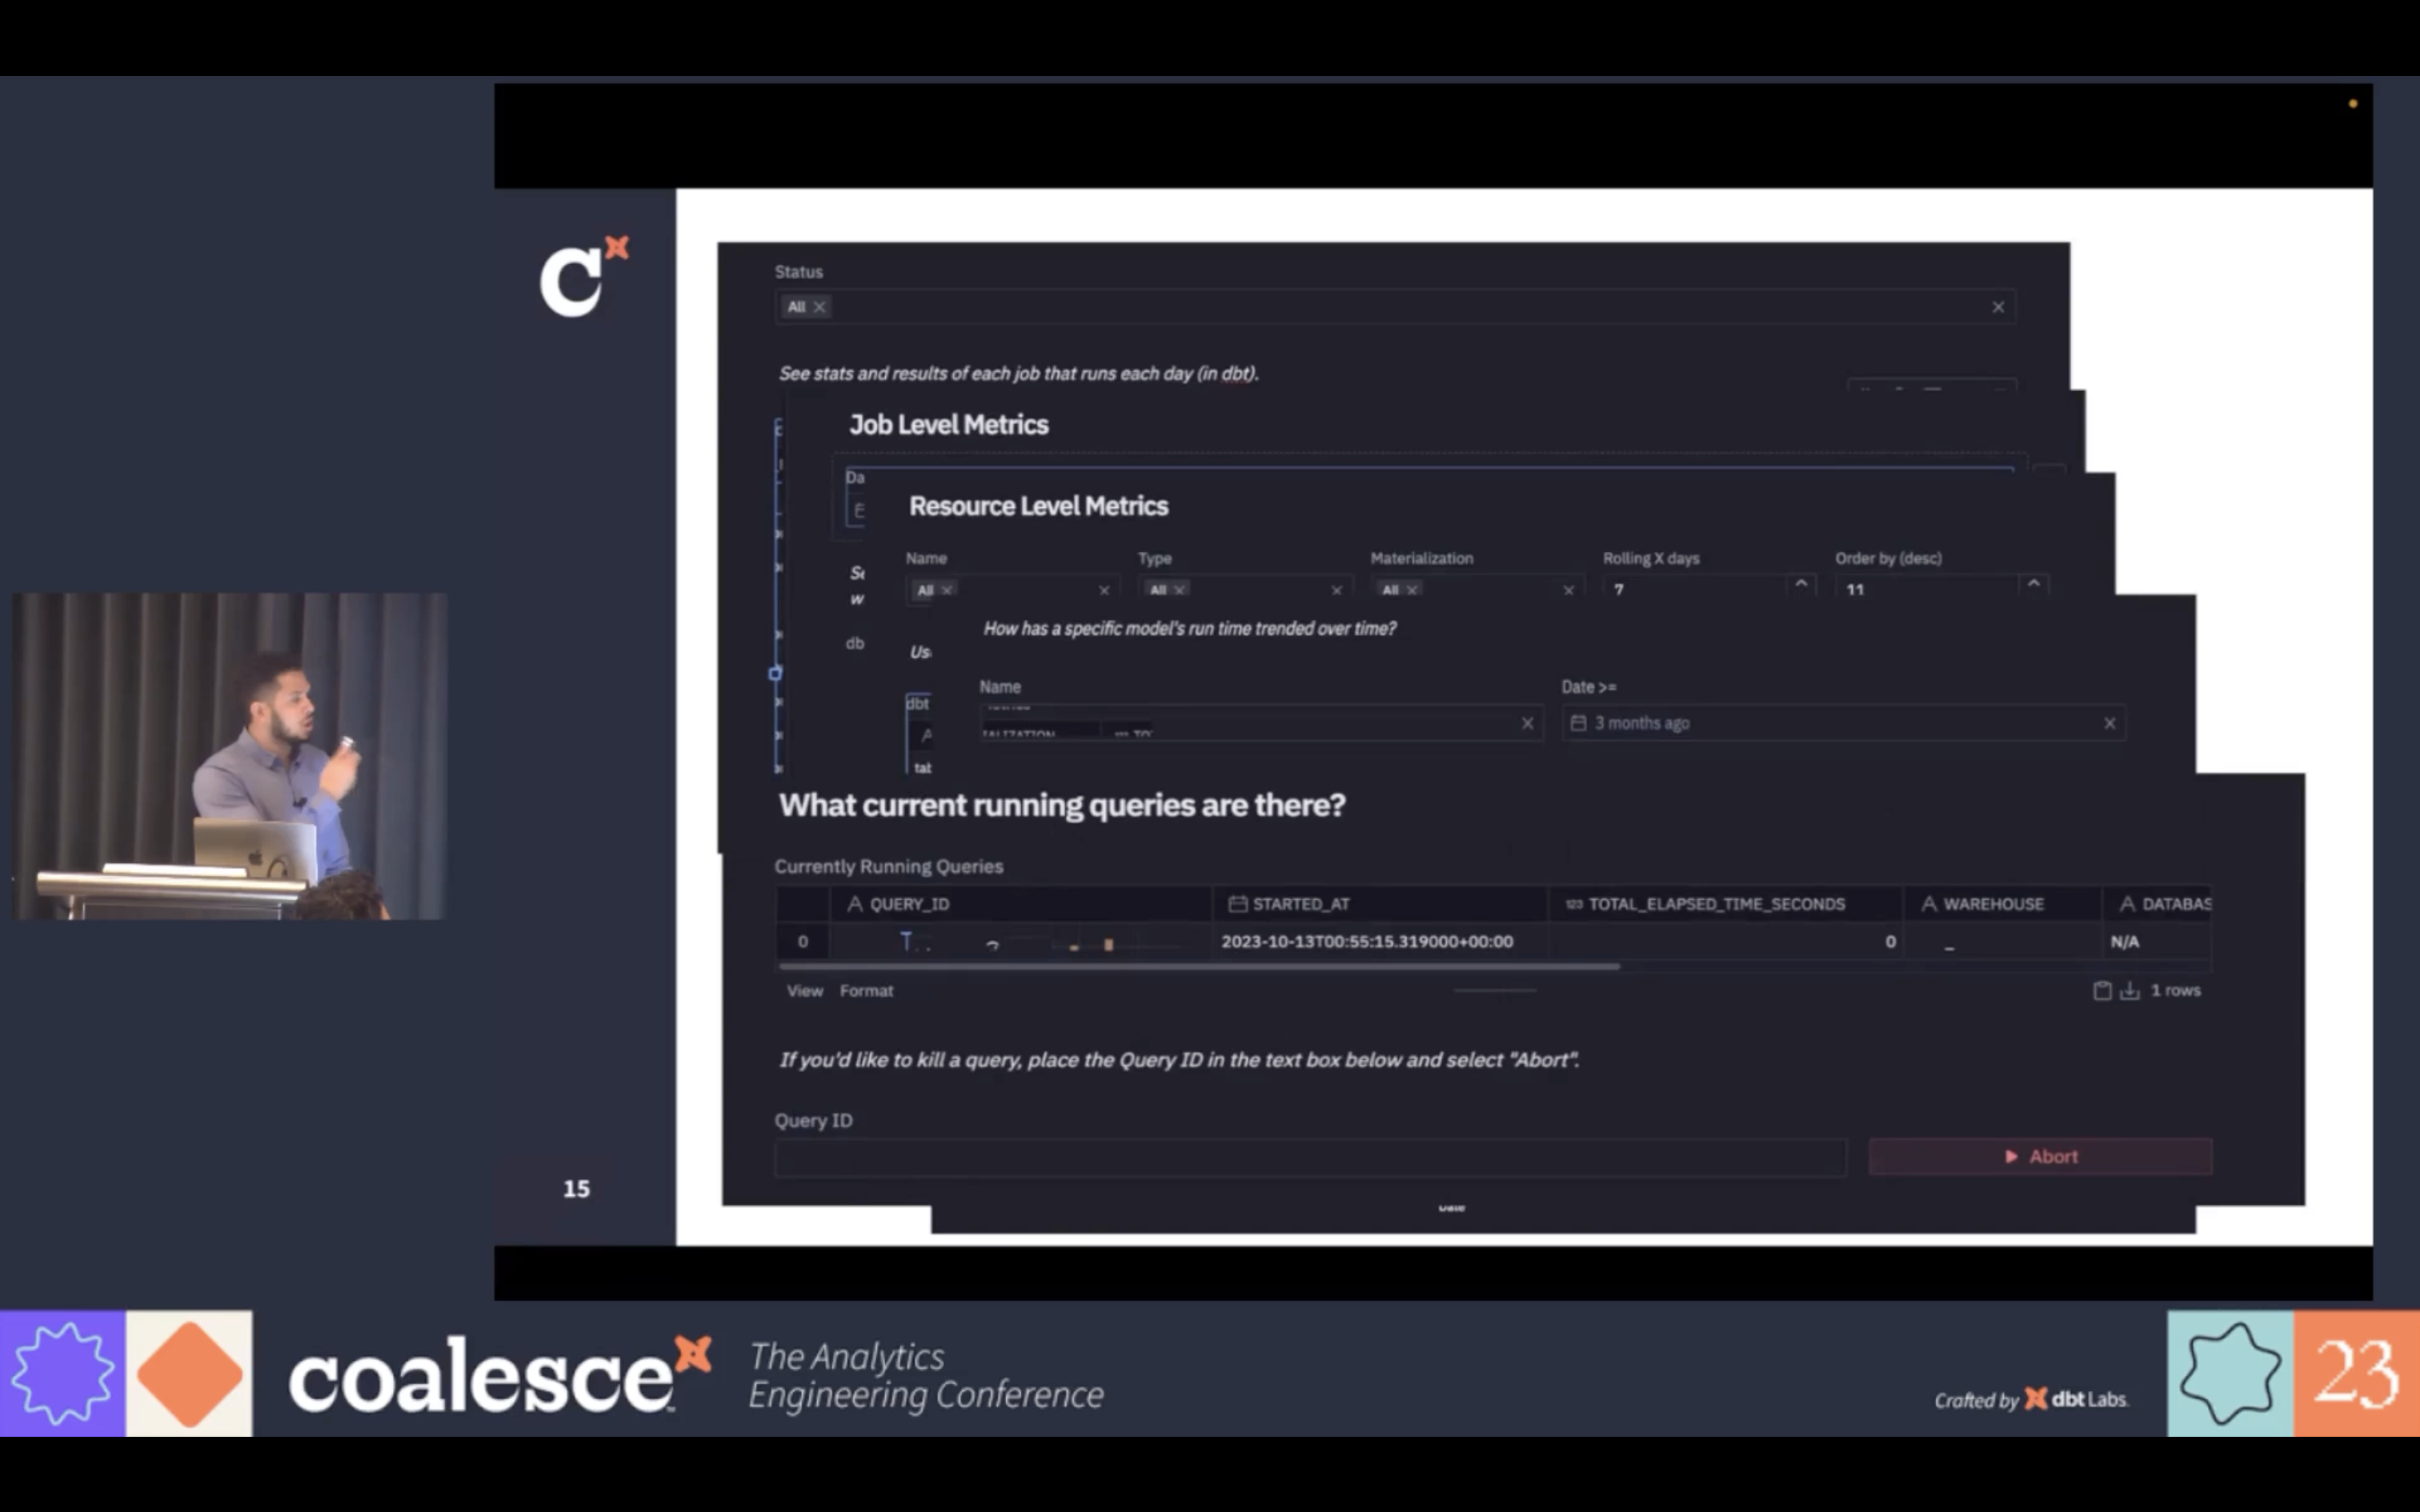 C
Status
All
See stats and results of each job that runs each day (in dbt).
Job Level Metrics
Da
Resource Level Metrics
Name Type Materialization Rolling X days Order by (desc)
All All All 7 11
How has a specific model's run time trended over time?
Us
db
Name Date >=
dbt
3 months ago
tab
What current running queries are there?
Currently Running Queries
QUERY_ID STARTED_AT 123 TOTAL_ELAPSED_TIME_SECONDS WAREHOUSE DATABAS
0 2023-10-13T00:55:15.319000+00:00 0 N/A
View Format 1 rows
If you'd like to kill a query, place the Query ID in the text box below and select "Abort".
Query ID
Abort
15
coalesce The Analytics
Engineering Conference
Crafted by dbt Labs
23